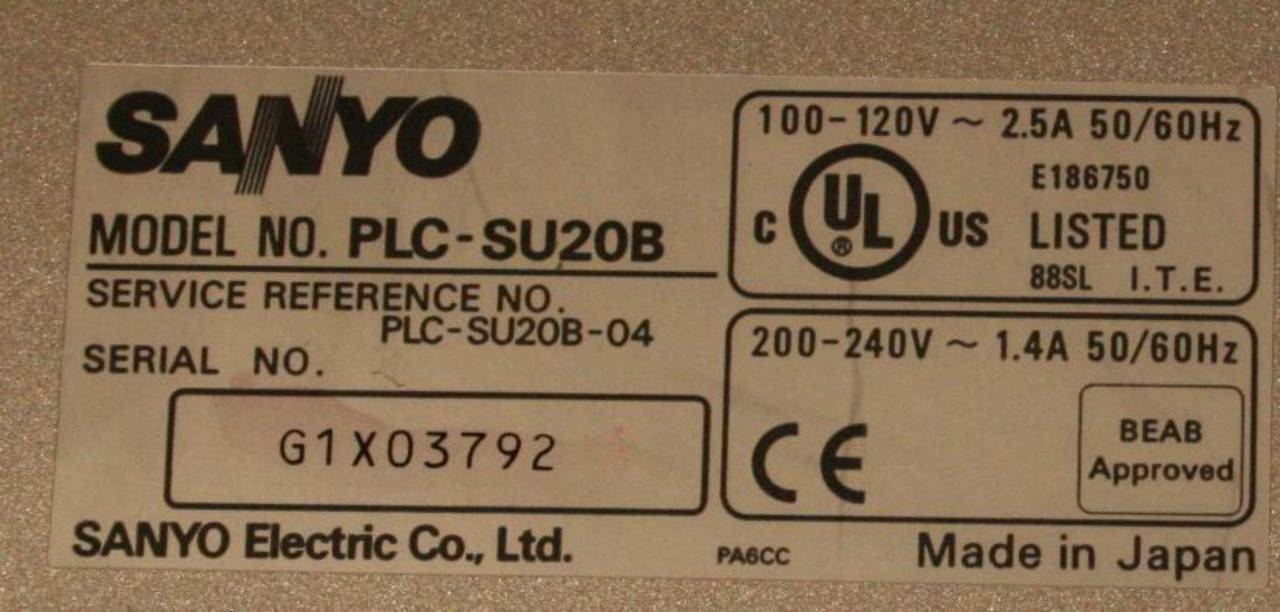 SANYO
MODEL NO. PLC-SU20B
SERVICE REFERENCE NO.
PLC-SU20B-04
SERIAL NO.
G1X03792
SANYO Electric Co., Ltd.
100-120V ~ 2.5A 50/60Hz
E186750
C UL® US LISTED
88SL I.T.E.
200-240V ~ 1.4A 50/60Hz
CE
BEAB
Approved
PA6CC
Made in Japan